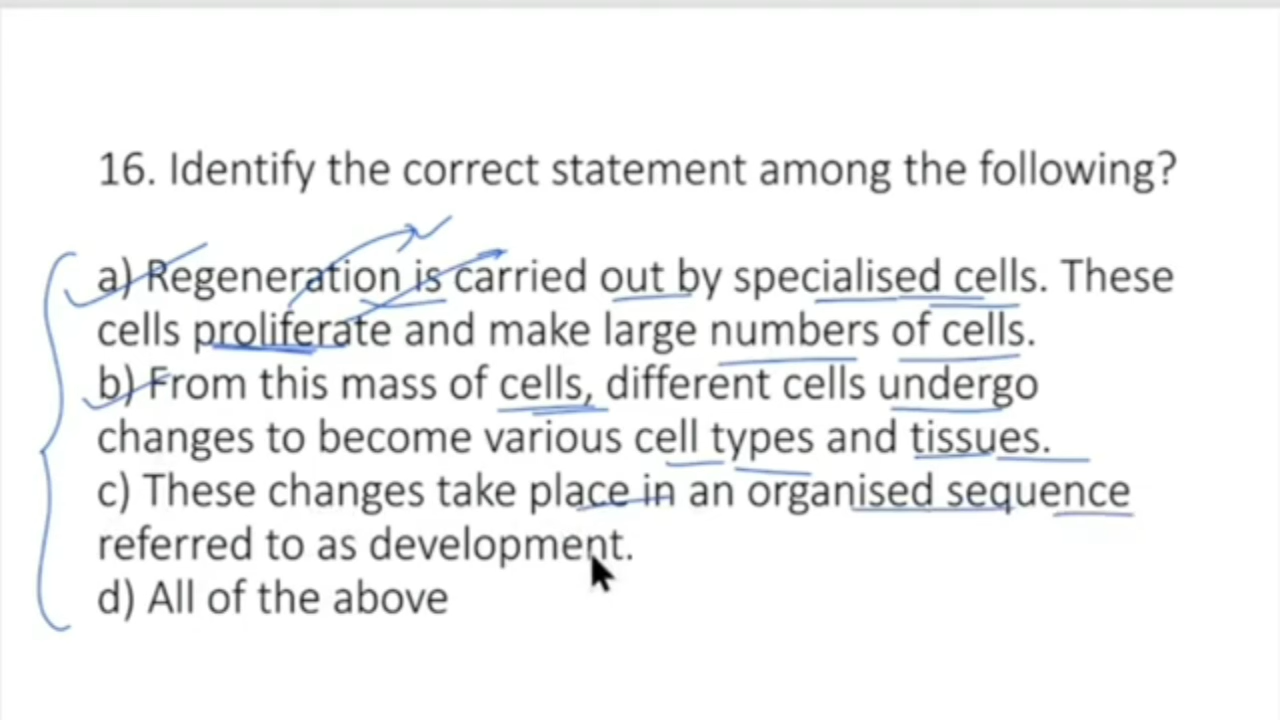 16. Identify the correct statement among the following?
a) Regeneration is carried out by specialised cells. These
cells proliferate and make large numbers of cells.
b) From this mass of cells, different cells undergo
changes to become various cell types and tissues.
c) These changes take place in an organised sequence
referred to as development.
d) All of the above